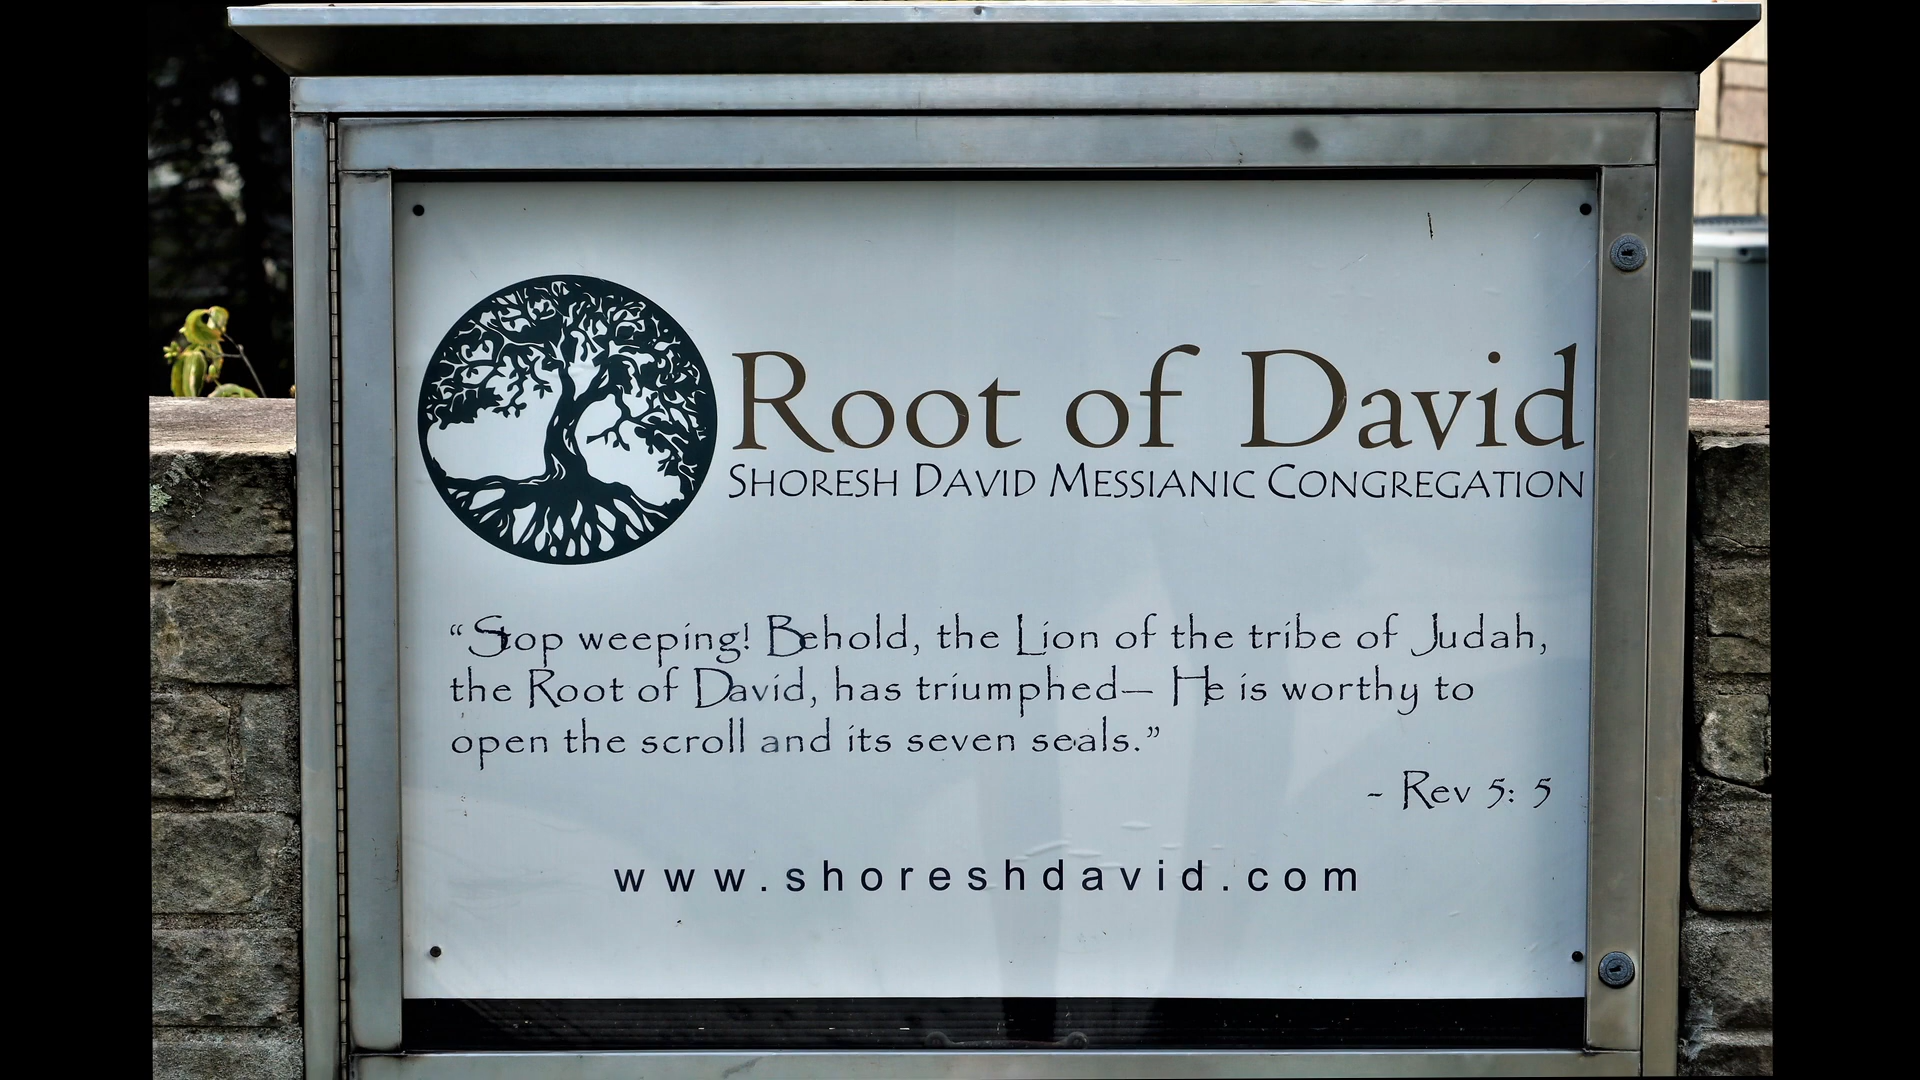 Root of David
SHORESH DAVID MESSIANIC CONGREGATION
“Stop weeping! Behold, the Lion of the tribe of Judah,
the Root of David, has triumphed— He is worthy to
open the scroll and its seven seals.”
- Rev 5: 5
www.shoreshdavid.com